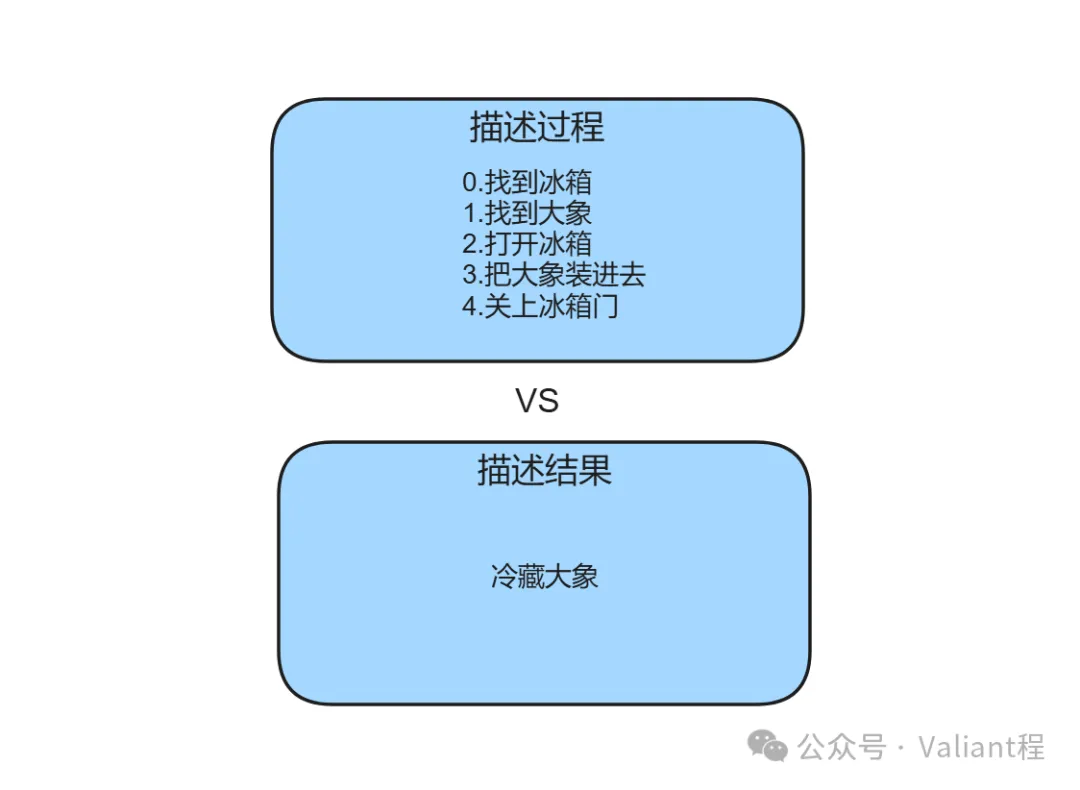 描述过程
0.找到冰箱
1.找到大象
2.打开冰箱
3.把大象装进去
4.关上冰箱门
VS
描述结果
冷藏大象
公众号 · Valiant程